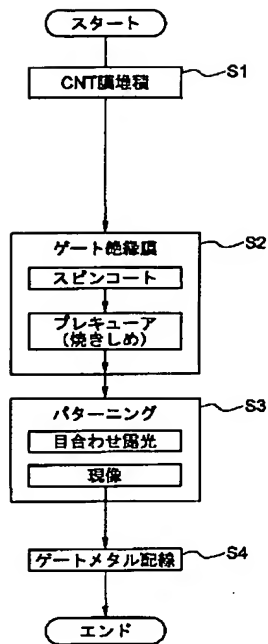 スタート
CNT膜堆積
S1
ゲート絶縁膜
S2
スピンコート
プレキューア
(焼きしめ)
パターニング
S3
目合わせ露光
現像
ゲートメタル配線
S4
エンド